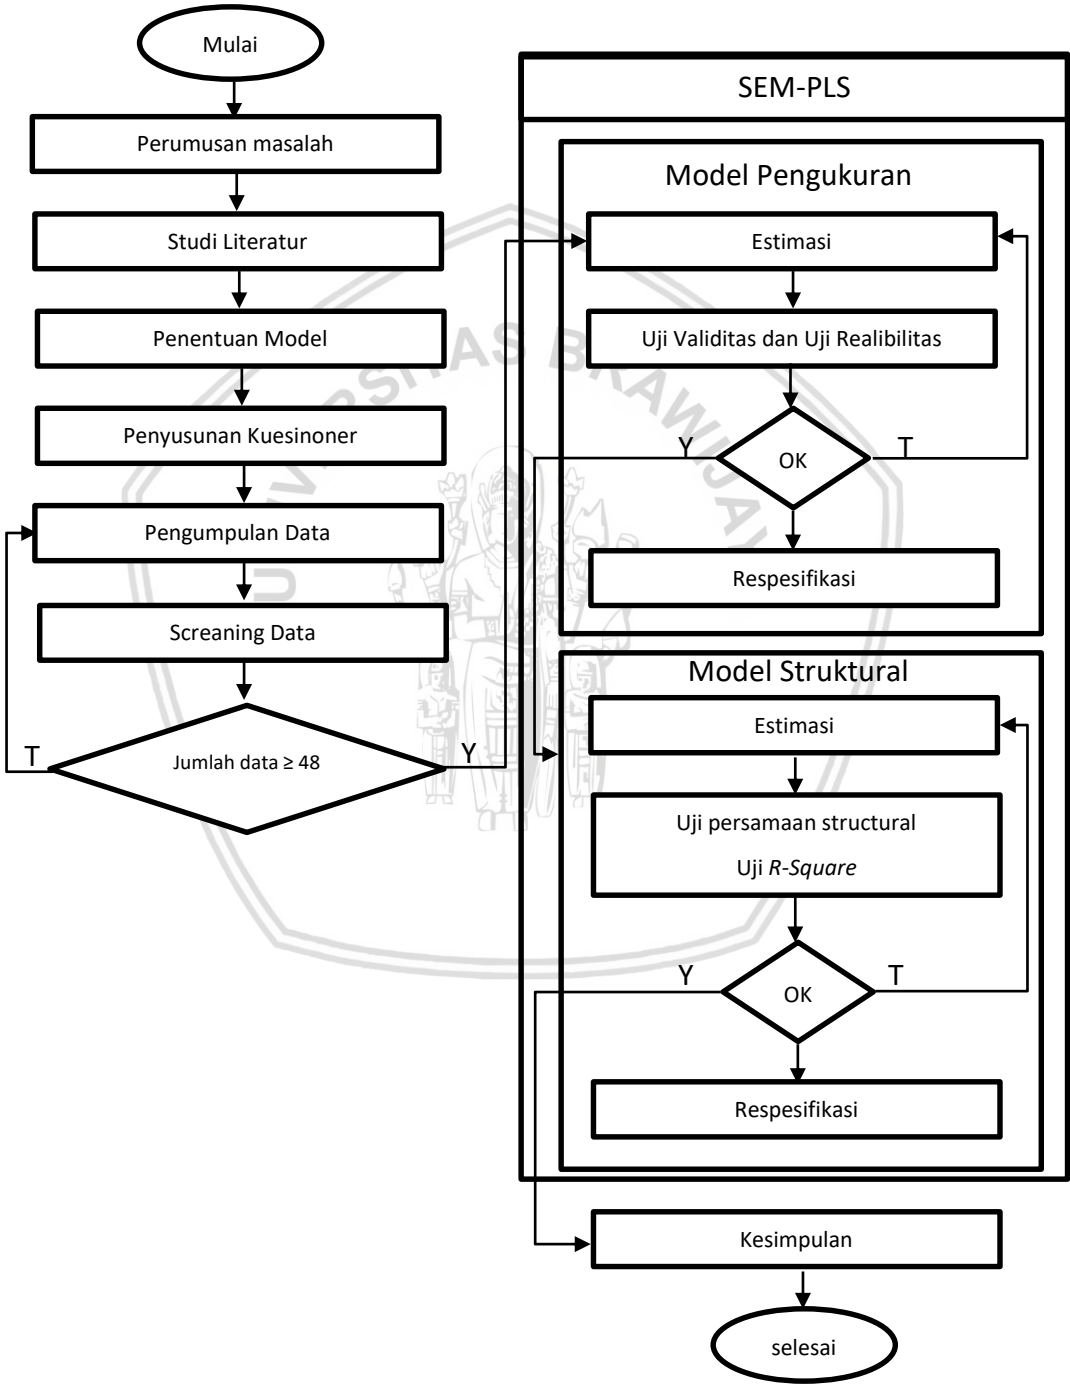 Mulai
Perumusan masalah
Studi Literatur
Penentuan Model
Penyusunan Kuesinoner
Pengumpulan Data
Screaning Data
Jumlah data ≥ 48
T
Y
SEM-PLS
Model Pengukuran
Estimasi
Uji Validitas dan Uji Realibilitas
OK
Y
T
Respesifikasi
Model Struktural
Estimasi
Uji persamaan structural
Uji R-Square
OK
Y
T
Respesifikasi
Kesimpulan
selesai
UNIVERSITAS BRAWIJAYA